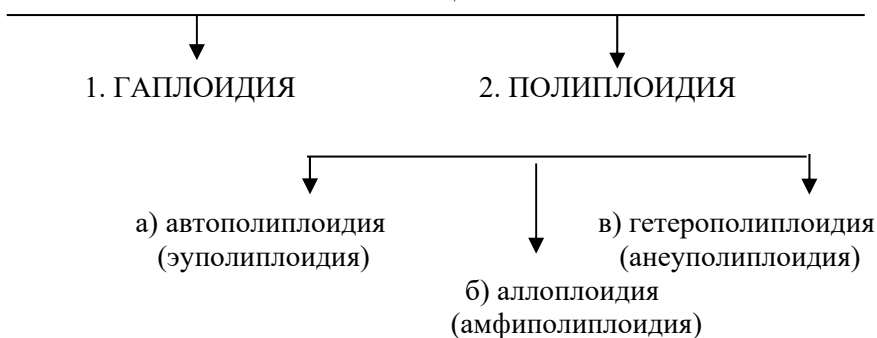 1. ГАПЛОИДИЯ 2. ПОЛИПЛОИДИЯ
а) автополиплоидия в) гетерополиплоидия
(эуполиплоидия) (анеуполиплоидия)
б) аллоплоидия
(амфиполиплоидия)